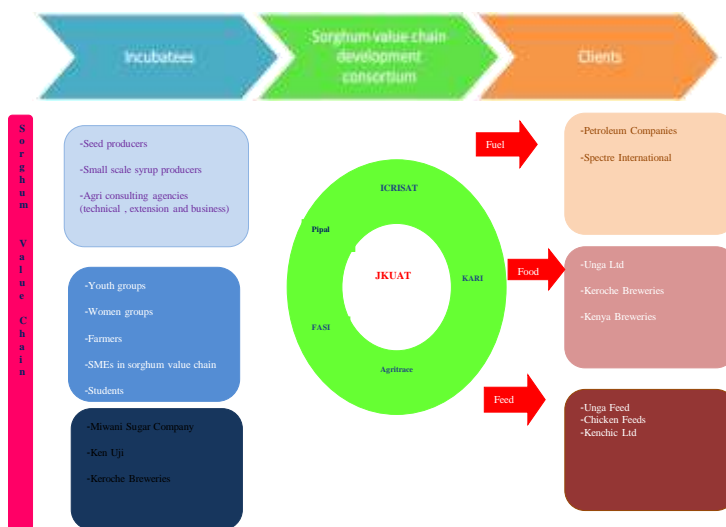 Incubatees
Sorghum value chain
development
consortium
Clients
Sorghum Value Chain
-Seed producers
-Small scale syrup producers
-Agri consulting agencies
(technical , extension and business)
-Youth groups
-Women groups
-Farmers
-SMEs in sorghum value chain
-Students
-Miwani Sugar Company
-Ken Uji
-Keroche Breweries
ICRISAT
Pipal
JKUAT
KARI
FASI
Agritrace
Fuel
Food
Feed
-Petroleum Companies
-Spectre International
-Unga Ltd
-Keroche Breweries
-Kenya Breweries
-Unga Feed
-Chicken Feeds
-Kenchic Ltd